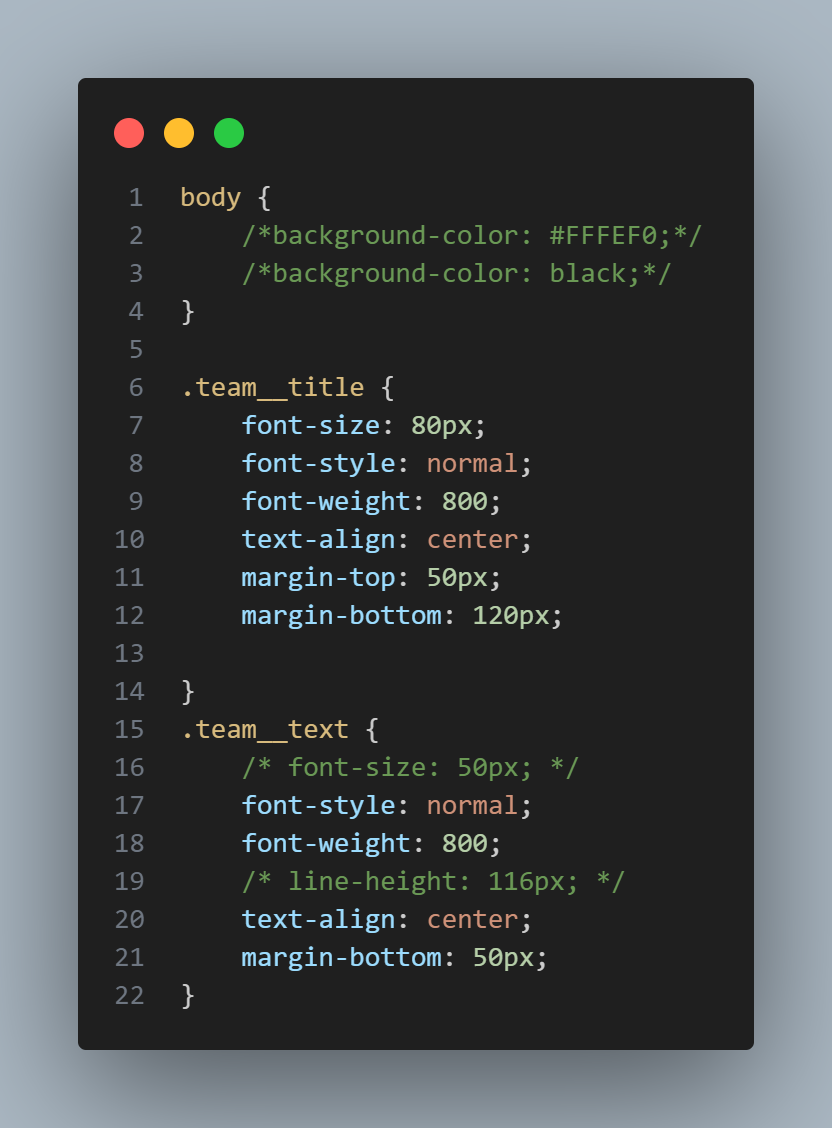 1 body {
2     /*background-color: #FFFEF0;*/
3     /*background-color: black;*/
4 }
5
6 .team__title {
7     font-size: 80px;
8     font-style: normal;
9     font-weight: 800;
10     text-align: center;
11     margin-top: 50px;
12     margin-bottom: 120px;
13
14 }
15 .team__text {
16     /* font-size: 50px; */
17     font-style: normal;
18     font-weight: 800;
19     /* line-height: 116px; */
20     text-align: center;
21     margin-bottom: 50px;
22 }